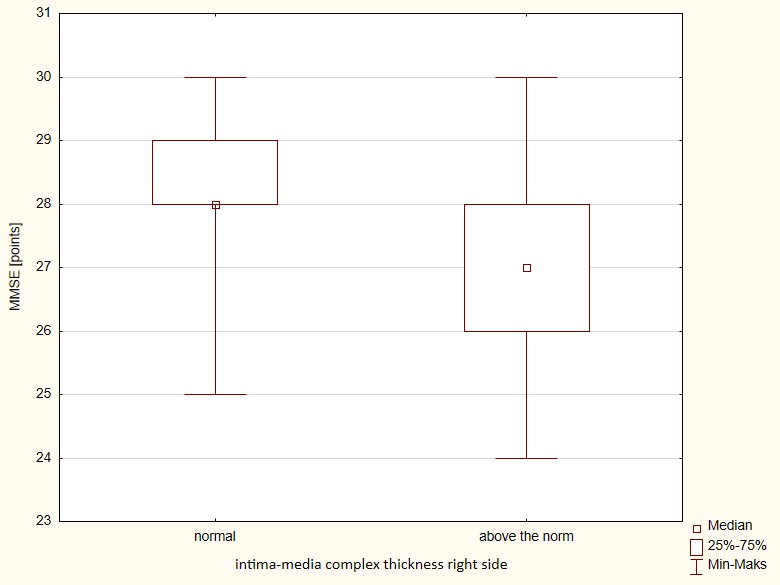 31
30
29
28
27
26
25
24
23
MMSE [points]
normal above the norm
intima-media complex thickness right side
Median
25%-75%
Min-Maks